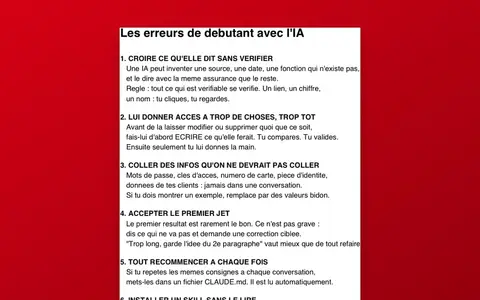 Les erreurs de debutant avec l'IA
1. CROIRE CE QU'ELLE DIT SANS VERIFIER
Une IA peut inventer une source, une date, une fonction qui n'existe pas,
et le dire avec la meme assurance que le reste.
Regle : tout ce qui est verifiable se verifie. Un lien, un chiffre,
un nom : tu cliques, tu regardes.
2. LUI DONNER ACCES A TROP DE CHOSES, TROP TOT
Avant de la laisser modifier ou supprimer quoi que ce soit,
fais-lui d'abord ECRIRE ce qu'elle ferait. Tu compares. Tu valides.
Ensuite seulement tu lui donnes la main.
3. COLLER DES INFOS QU'ON NE DEVRAIT PAS COLLER
Mots de passe, cles d'acces, numero de carte, piece d'identite,
donnees de tes clients : jamais dans une conversation.
Si tu dois montrer un exemple, remplace par des valeurs bidon.
4. ACCEPTER LE PREMIER JET
Le premier resultat est rarement le bon. Ce n'est pas grave :
dis ce qui ne va pas et demande une correction ciblee.
"Trop long, garde l'idee du 2e paragraphe" vaut mieux que de tout refaire
5. TOUT RECOMMENCER A CHAQUE FOIS
Si tu repetes les memes consignes a chaque conversation,
mets-les dans un fichier CLAUDE.md. Il est lu automatiquement.
6. INSTALLER UN SKILL SANS LE LIRE